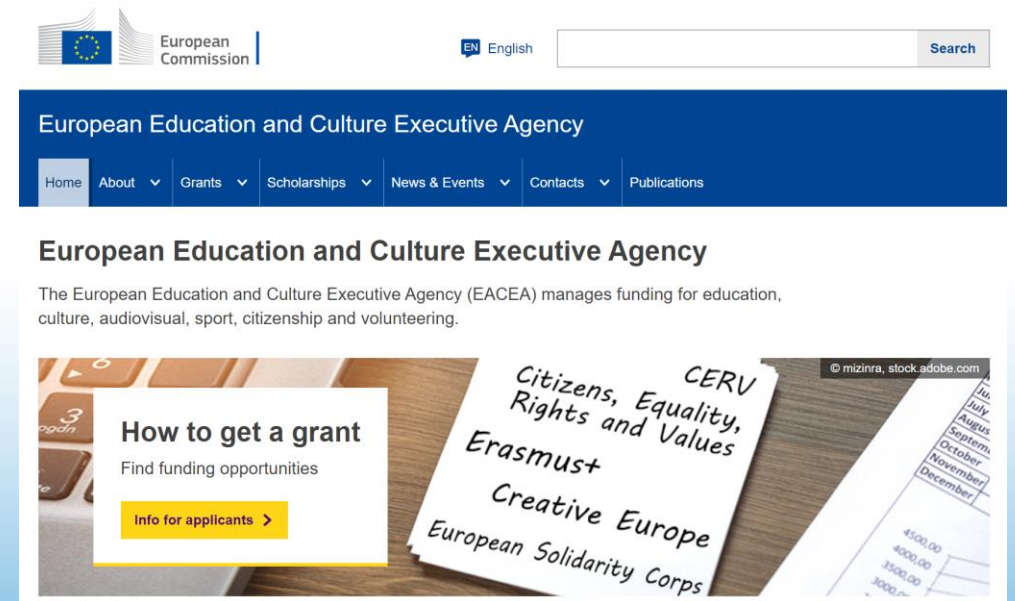 European
Commission
EN English
Search
European Education and Culture Executive Agency
Home About Grants Scholarships News & Events Contacts Publications
European Education and Culture Executive Agency
The European Education and Culture Executive Agency (EACEA) manages funding for education,
culture, audiovisual, sport, citizenship and volunteering.
© mizinra, stock.adobe.com
How to get a grant
Find funding opportunities
Info for applicants
CERV
Citizens, Equality,
Rights and Values
Erasmus+
Creative Europe
European Solidarity Corps
6
3
July
October
November
December
4500,00
4000,00
3500,00
3000,00